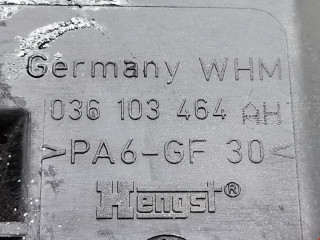 Germany WHM
036 103 464 AH
>PA6-GF 30<
Hengst®